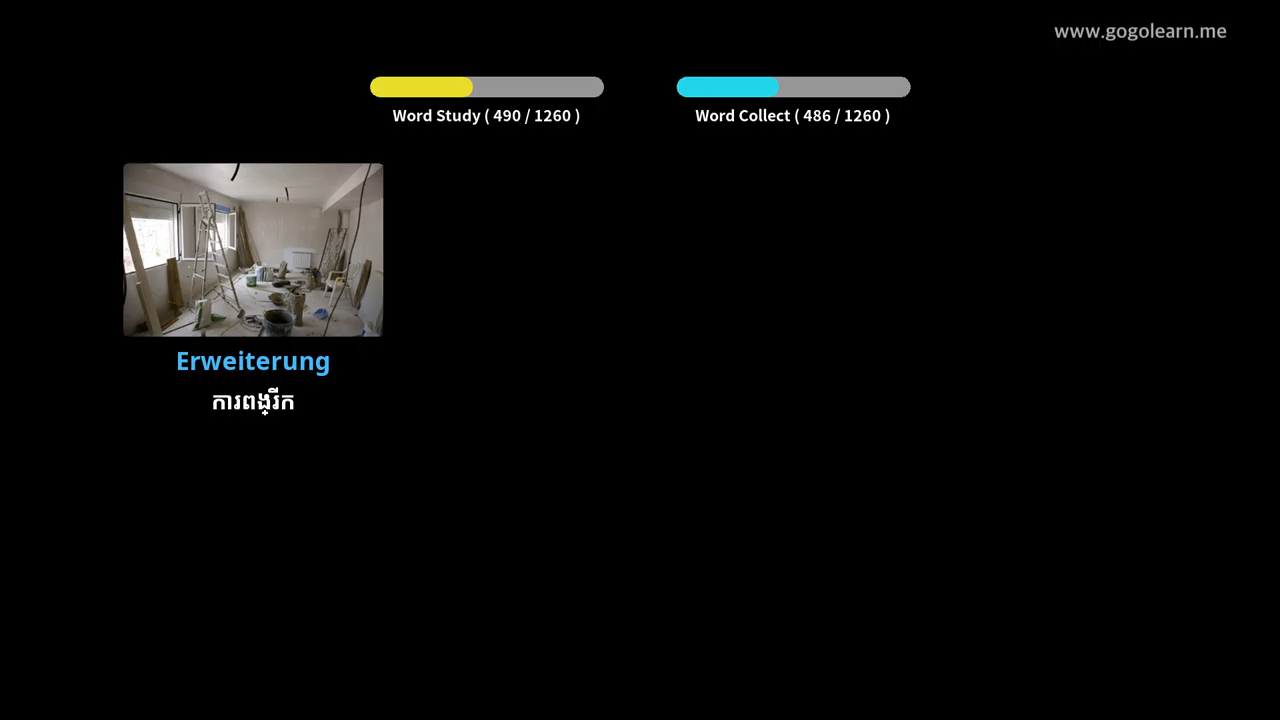 www.gogolearn.me
Word Study ( 490 / 1260 )
Word Collect ( 486 / 1260 )
Erweiterung
ការពង្រីក